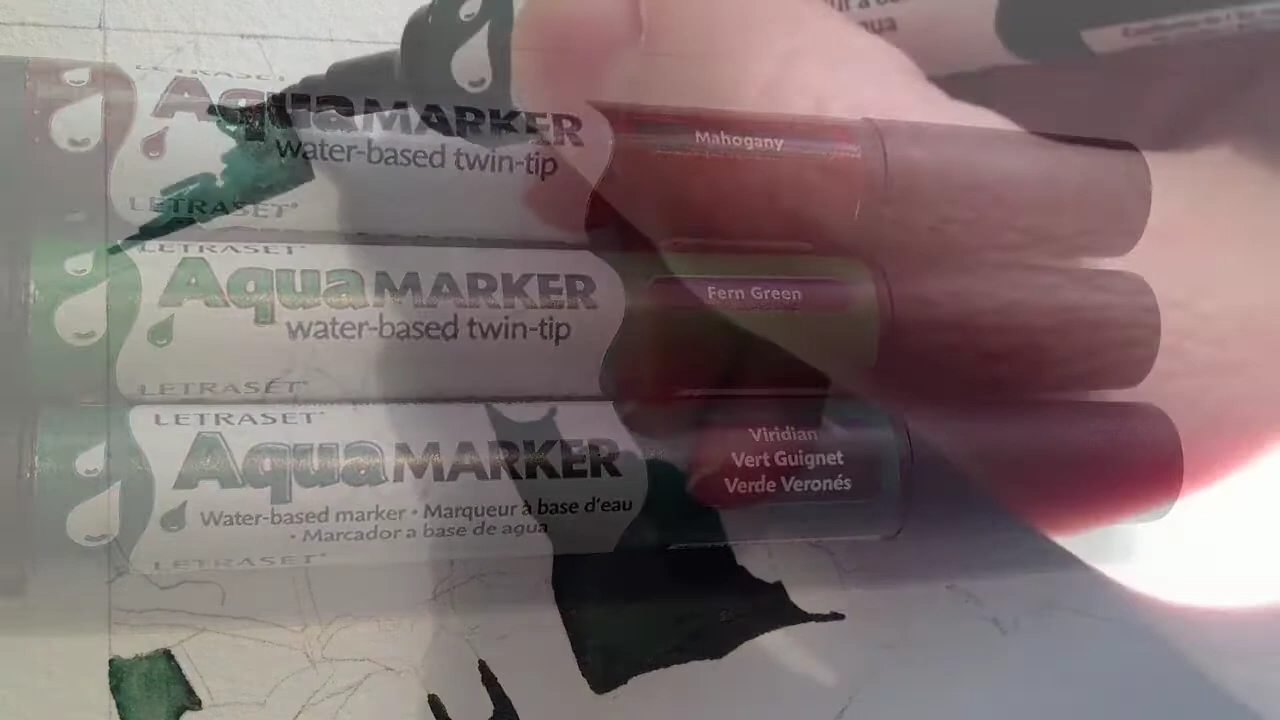 LETRASET
AquaMARKER
water-based twin-tip
LETRASET®
Mahogany
LETRASET®
AquaMARKER
water-based twin-tip
LETRASET®
Fern Green
LETRASET®
AquaMARKER
Water-based marker • Marqueur à base d'eau
• Marcador a base de agua
LETRASET®
Viridian
Vert Guignet
Verde Veronés